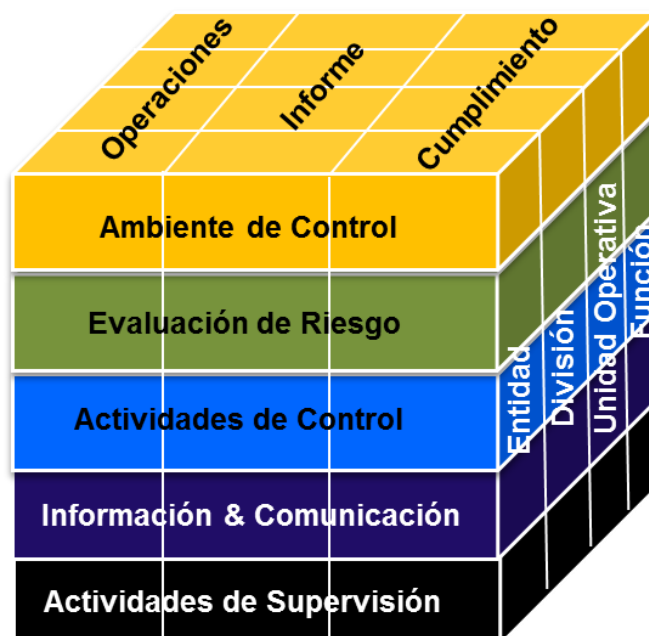 Operaciones
Informe
Cumplimiento
Ambiente de Control
Evaluación de Riesgo
Actividades de Control
Información & Comunicación
Actividades de Supervisión
Entidad
División
Unidad Operativa
Función